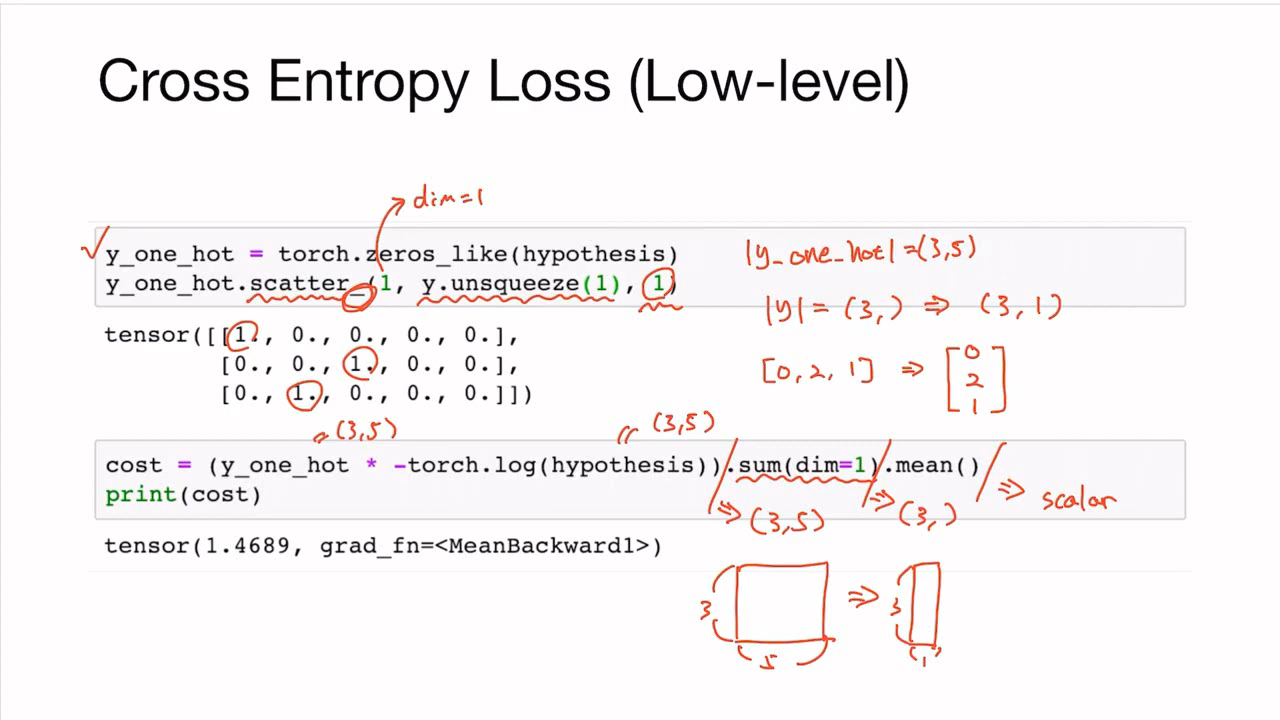 Cross Entropy Loss (Low-level)
dim=1
y_one_hot = torch.zeros_like(hypothesis)
y_one_hot.scatter_(1, y.unsqueeze(1), 1)
|y_one_hot|=(3,5)
|y| = (3,) ⇒ (3,1)
[0,2,1] ⇒ [0
2
1]
tensor([[1., 0., 0., 0., 0.],
[0., 0., 1., 0., 0.],
[0., 1., 0., 0., 0.]])
(3,5) (3,5)
cost = (y_one_hot * -torch.log(hypothesis)).sum(dim=1).mean()
print(cost)
⇒ (3,5) ⇒ (3,) ⇒ scalar
tensor(1.4689, grad_fn=<MeanBackward1>)
3 ⇒ 3
5 1